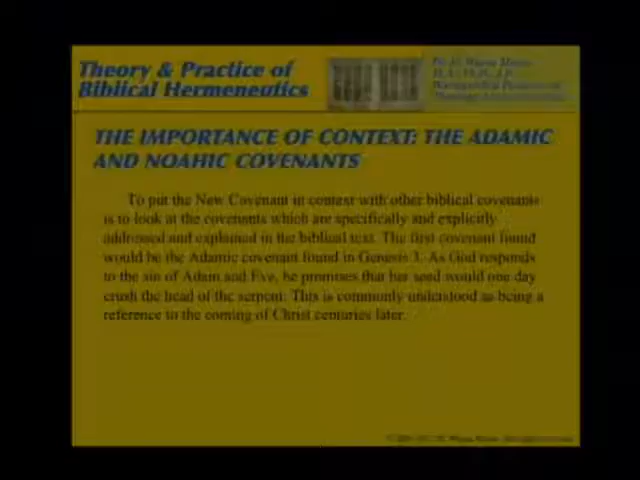 Theory & Practice of
Biblical Hermeneutics
THE IMPORTANCE OF CONTEXT: THE ADAMIC
AND NOAHIC COVENANTS
To put the New Covenant in context with other biblical covenants
is to look at the covenants which are specifically and explicitly
addressed and explained in the biblical text. The first covenant found
would be the Adamic covenant found in Genesis 3. As God responds
to the sin of Adam and Eve, he promises that her seed would one day
crush the head of the serpent. This is commonly understood as being a
reference to the coming of Christ centuries later.